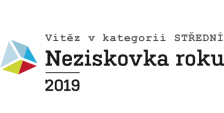 Vítěz v kategorii STŘEDNÍ
Neziskovka roku
2019